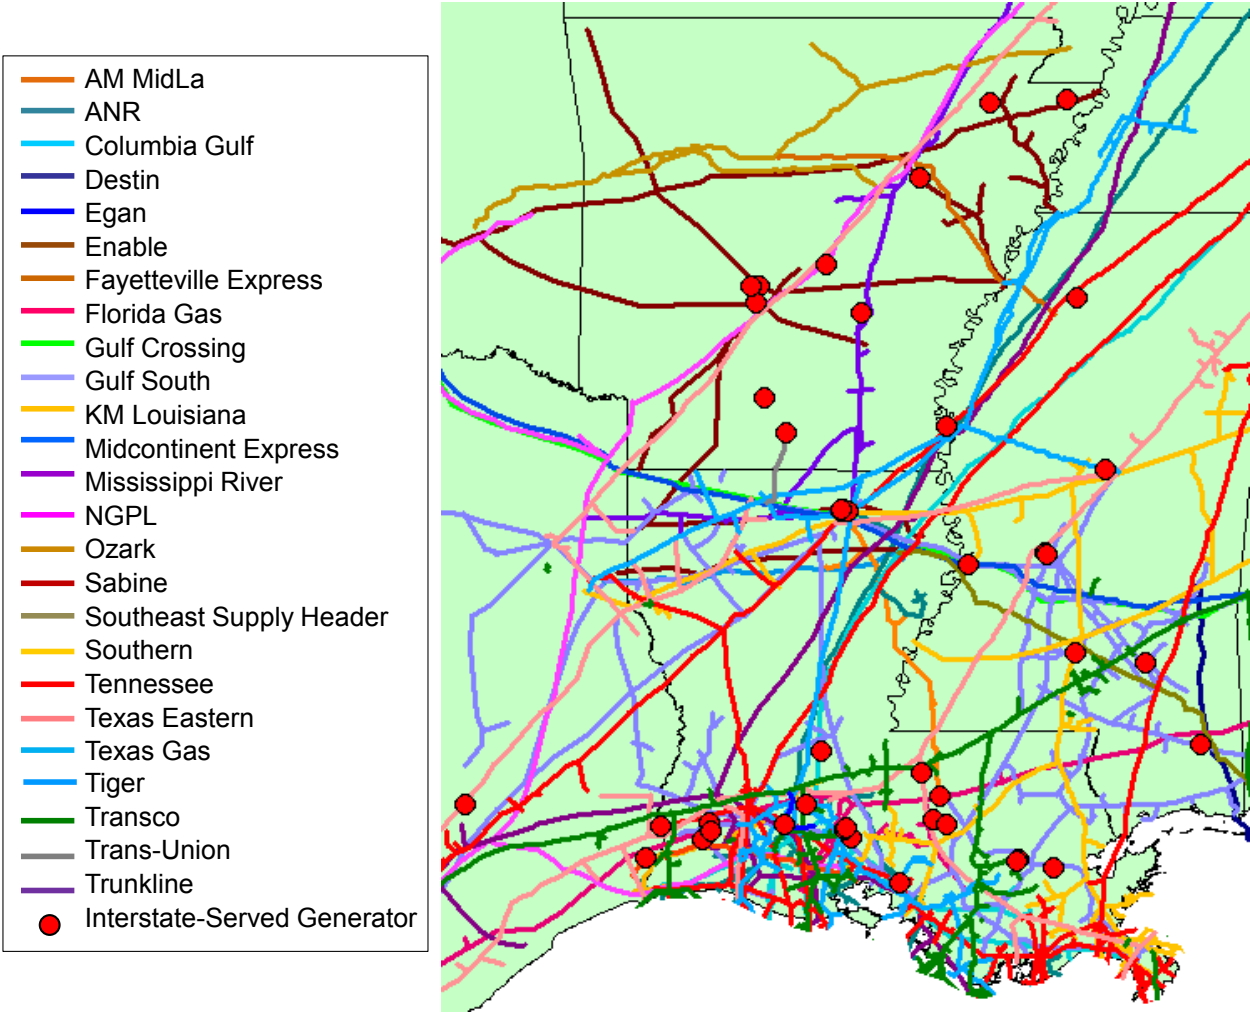 AM MidLa
ANR
Columbia Gulf
Destin
Egan
Enable
Fayetteville Express
Florida Gas
Gulf Crossing
Gulf South
KM Louisiana
Midcontinent Express
Mississippi River
NGPL
Ozark
Sabine
Southeast Supply Header
Southern
Tennessee
Texas Eastern
Texas Gas
Tiger
Transco
Trans-Union
Trunkline
Interstate-Served Generator